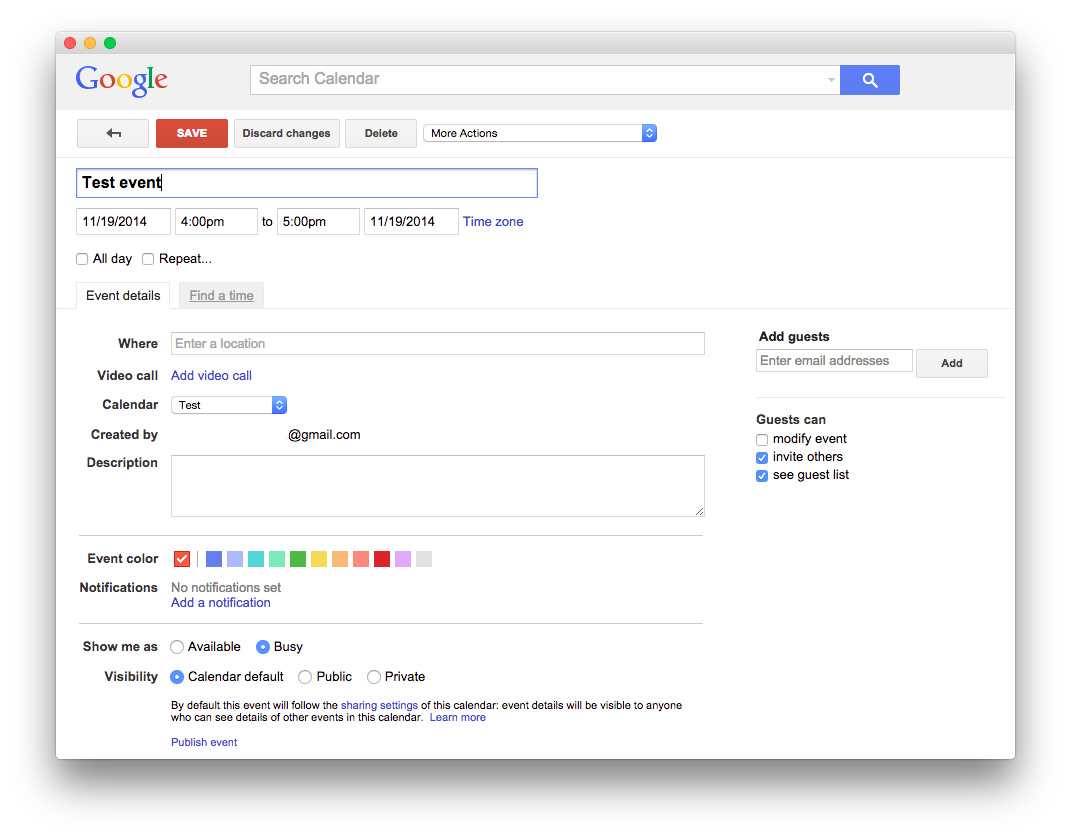 Google
Search Calendar
SAVE Discard changes Delete More Actions
Test event
11/19/2014 4:00pm to 5:00pm 11/19/2014 Time zone
All day Repeat...
Event details Find a time
Where Enter a location
Video call Add video call
Calendar Test
Created by @gmail.com
Description
Event color
Notifications No notifications set
Add a notification
Show me as Available Busy
Visibility Calendar default Public Private
By default this event will follow the sharing settings of this calendar: event details will be visible to anyone
who can see details of other events in this calendar. Learn more
Publish event
Add guests
Enter email addresses Add
Guests can
modify event
invite others
see guest list